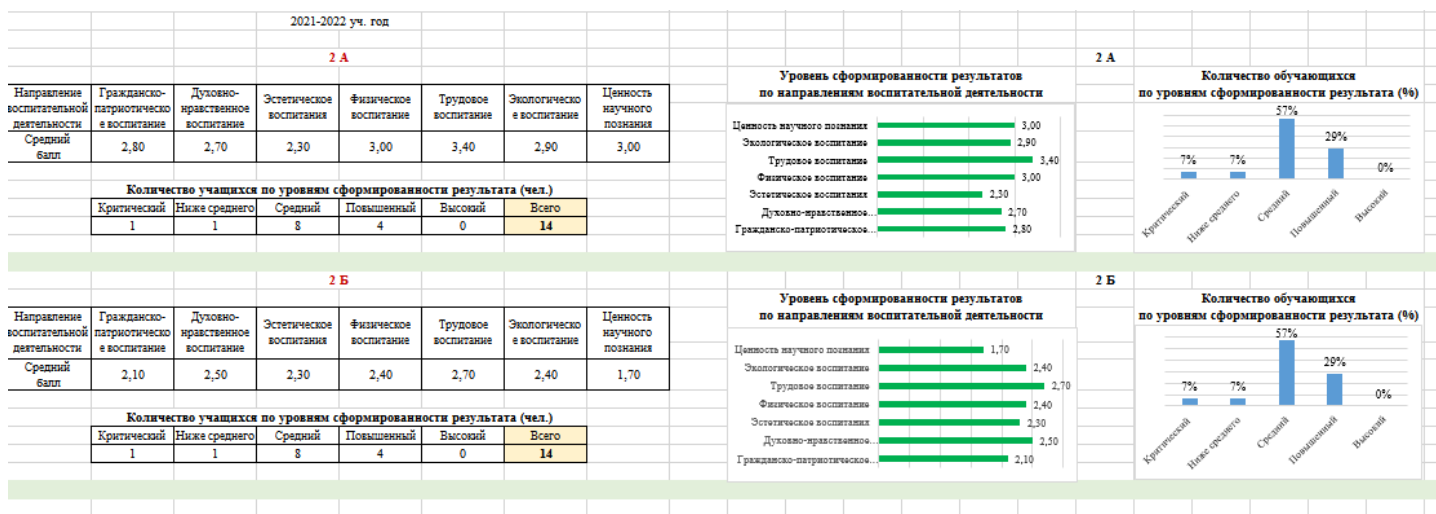 2021-2022 уч. год
2 А
Направление воспитательной деятельности
Гражданско-патриотическое воспитание
Духовно-нравственное воспитание
Эстетическое воспитания
Физическое воспитание
Трудовое воспитание
Экологическое воспитание
Ценность научного познания
Средний балл 2,80 2,70 2,30 3,00 3,40 2,90 3,00
Количество учащихся по уровням сформированности результата (чел.)
Критический Ниже среднего Средний Повышенный Высокий Всего
1 1 8 4 0 14
2 А
Уровень сформированности результатов
по направлениям воспитательной деятельности
Ценность научного познания 3,00
Экологическое воспитание 2,90
Трудовое воспитание 3,40
Физическое воспитание 3,00
Эстетическое воспитания 2,30
Духовно-нравственное... 2,70
Гражданско-патриотическое... 2,80
Количество обучающихся
по уровням сформированности результата (%)
7% 7% 57% 29% 0%
Критический Ниже среднего Средний Повышенный Высокий
2 Б
Направление воспитательной деятельности
Гражданско-патриотическое воспитание
Духовно-нравственное воспитание
Эстетическое воспитания
Физическое воспитание
Трудовое воспитание
Экологическое воспитание
Ценность научного познания
Средний балл 2,10 2,50 2,30 2,40 2,70 2,40 1,70
Количество учащихся по уровням сформированности результата (чел.)
Критический Ниже среднего Средний Повышенный Высокий Всего
1 1 8 4 0 14
2 Б
Уровень сформированности результатов
по направлениям воспитательной деятельности
Ценность научного познания 1,70
Экологическое воспитание 2,40
Трудовое воспитание 2,70
Физическое воспитание 2,40
Эстетическое воспитания 2,30
Духовно-нравственное... 2,50
Гражданско-патриотическое... 2,10
Количество обучающихся
по уровням сформированности результата (%)
7% 7% 57% 29% 0%
Критический Ниже среднего Средний Повышенный Высокий